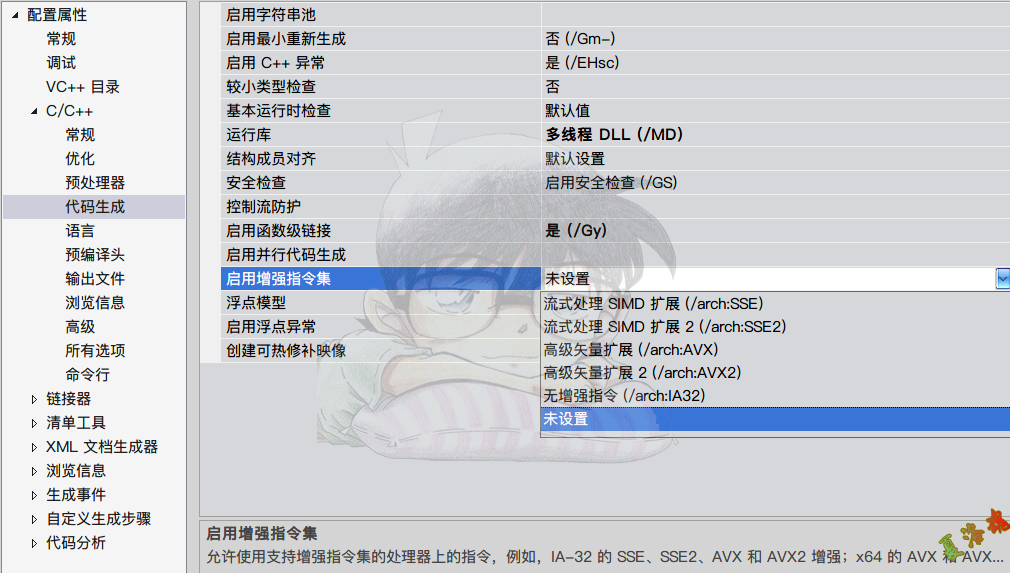 配置属性
常规
调试
VC++ 目录
C/C++
常规
优化
预处理器
代码生成
语言
预编译头
输出文件
浏览信息
高级
所有选项
命令行
链接器
清单工具
XML 文档生成器
浏览信息
生成事件
自定义生成步骤
代码分析
启用字符串池
启用最小重新生成 否 (/Gm-)
启用 C++ 异常 是 (/EHsc)
较小类型检查 否
基本运行时检查 默认值
运行库 多线程 DLL (/MD)
结构成员对齐 默认设置
安全检查 启用安全检查 (/GS)
控制流防护
启用函数级链接 是 (/Gy)
启用并行代码生成
启用增强指令集 未设置
浮点模型
启用浮点异常
创建可热修补映像
流式处理 SIMD 扩展 (/arch:SSE)
流式处理 SIMD 扩展 2 (/arch:SSE2)
高级矢量扩展 (/arch:AVX)
高级矢量扩展 2 (/arch:AVX2)
无增强指令 (/arch:IA32)
未设置
启用增强指令集
允许使用支持增强指令集的处理器上的指令，例如，IA-32 的 SSE、SSE2、AVX 和 AVX2 增强；x64 的 AVX 和 AVX...